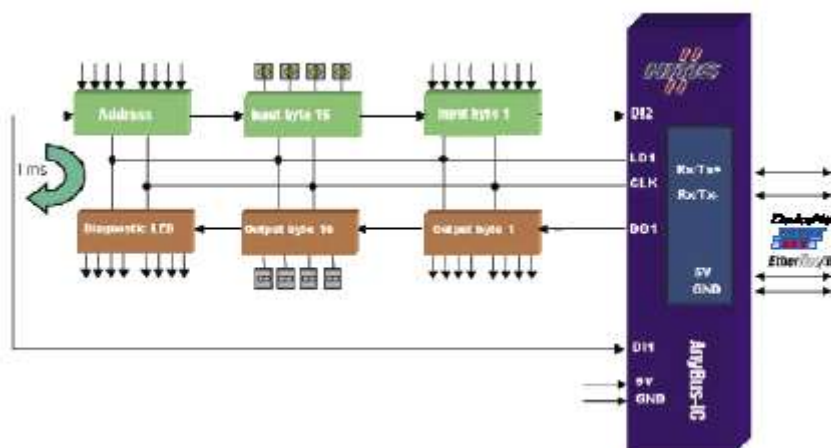 HMS
Address
Input byte 16
Input byte 1
DI2
1 ms
LD1
CLK
Rx/Tx+
Rx/Tx-
Diagnostic LED
Output byte 16
Output byte 1
DO1
5V
GND
DI1
5V
GND
AnyBus-IC